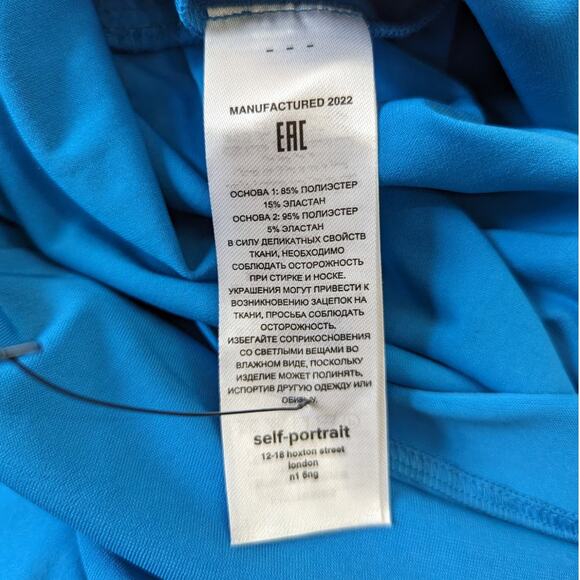 - - -
MANUFACTURED 2022
EAC
ОСНОВА 1: 85% ПОЛИЭСТЕР
15% ЭЛАСТАН
ОСНОВА 2: 95% ПОЛИЭСТЕР
5% ЭЛАСТАН
В СИЛУ ДЕЛИКАТНЫХ СВОЙСТВ
ТКАНИ, НЕОБХОДИМО
СОБЛЮДАТЬ ОСТОРОЖНОСТЬ
ПРИ СТИРКЕ И НОСКЕ.
УКРАШЕНИЯ МОГУТ ПРИВЕСТИ К
ВОЗНИКНОВЕНИЮ ЗАЦЕПОК НА
ТКАНИ, ПРОСЬБА СОБЛЮДАТЬ
ОСТОРОЖНОСТЬ.
ИЗБЕГАЙТЕ СОПРИКОСНОВЕНИЯ
СО СВЕТЛЫМИ ВЕЩАМИ ВО
ВЛАЖНОМ ВИДЕ, ПОСКОЛЬКУ
ИЗДЕЛИЕ МОЖЕТ ПОЛИНЯТЬ,
ИСПОРТИВ ДРУГУЮ ОДЕЖДУ ИЛИ
ОБИВКУ.
self-portrait
12-18 hoxton street
london
n1 6ng